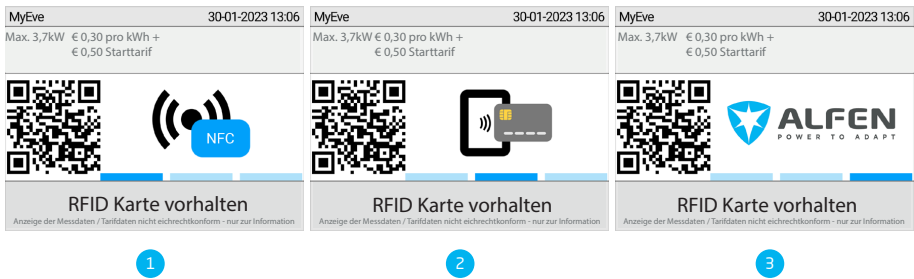 MyEve 30-01-2023 13:06
Max. 3,7kW € 0,30 pro kWh +
€ 0,50 Starttarif
NFC
RFID Karte vorhalten
Anzeige der Messdaten / Tarifdaten nicht eichrechtkonform - nur zur Information
1
MyEve 30-01-2023 13:06
Max. 3,7kW € 0,30 pro kWh +
€ 0,50 Starttarif
RFID Karte vorhalten
Anzeige der Messdaten / Tarifdaten nicht eichrechtkonform - nur zur Information
2
MyEve 30-01-2023 13:06
Max. 3,7kW € 0,30 pro kWh +
€ 0,50 Starttarif
ALFEN
POWER TO ADAPT
RFID Karte vorhalten
Anzeige der Messdaten / Tarifdaten nicht eichrechtkonform - nur zur Information
3